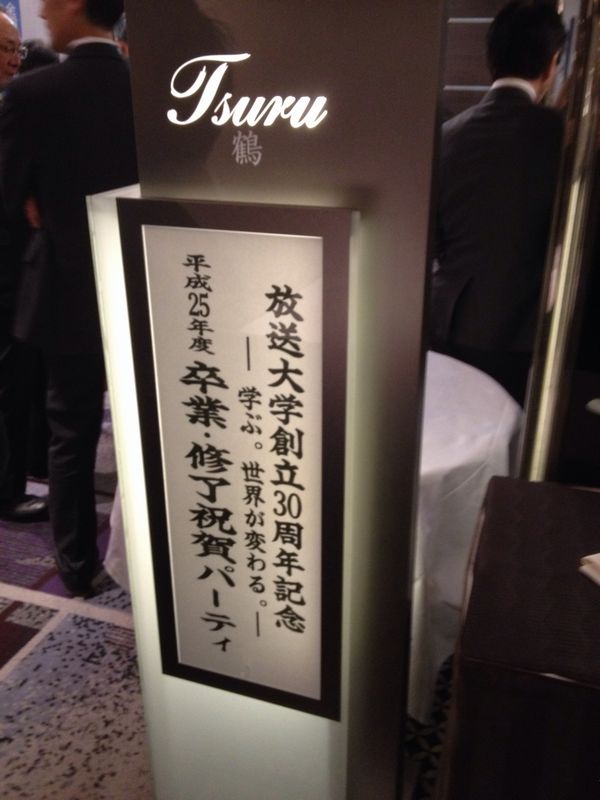 Tsuru
鶴
放送大学創立30周年記念
― 学ぶ。世界が変わる。―
平成25年度 卒業・修了祝賀パーティ